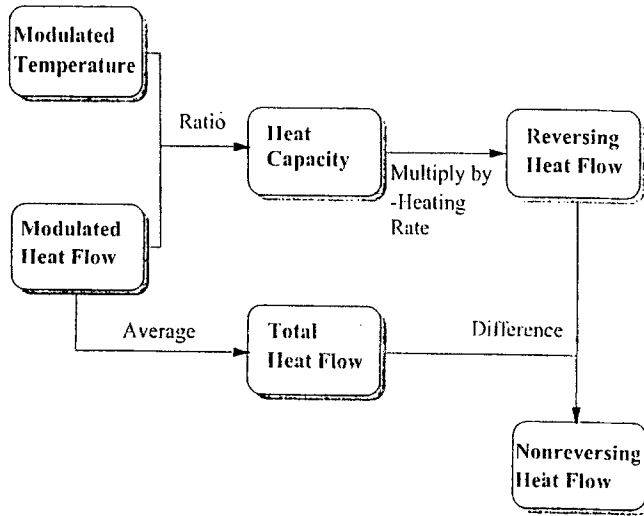 Modulated
Temperature
Ratio
Heat
Capacity
Multiply by
-Heating
Rate
Reversing
Heat Flow
Modulated
Heat Flow
Average
Total
Heat Flow
Difference
Nonreversing
Heat Flow